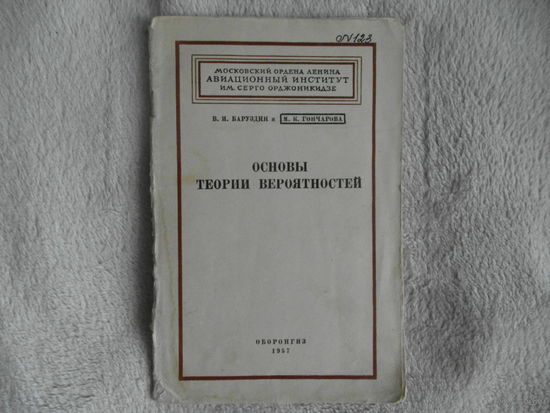 №123
МОСКОВСКИЙ ОРДЕНА ЛЕНИНА
АВИАЦИОННЫЙ ИНСТИТУТ
ИМ. СЕРГО ОРДЖОНИКИДЗЕ
В. И. БАРУЗДИН и М. К. ГОНЧАРОВА
ОСНОВЫ
ТЕОРИИ ВЕРОЯТНОСТЕЙ
ОБОРОНГИЗ
1957